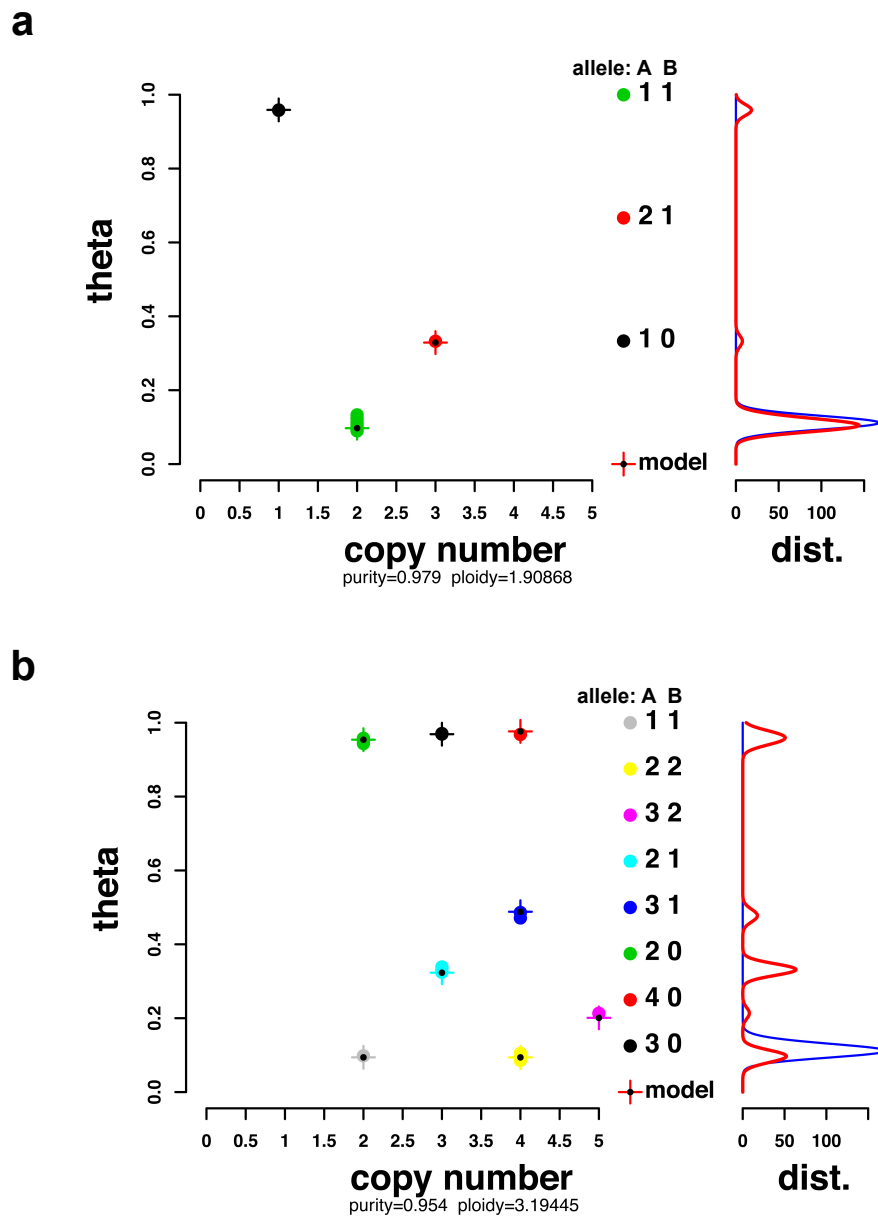 a
allele: A B
1 1
2 1
1 0
model
theta
0.0 0.2 0.4 0.6 0.8 1.0
0 0.5 1 1.5 2 2.5 3 3.5 4 4.5 5
copy number
purity=0.979 ploidy=1.90868
0 50 100
dist.
b
allele: A B
1 1
2 2
3 2
2 1
3 1
2 0
4 0
3 0
model
theta
0.0 0.2 0.4 0.6 0.8 1.0
0 0.5 1 1.5 2 2.5 3 3.5 4 4.5 5
copy number
purity=0.954 ploidy=3.19445
0 50 100
dist.